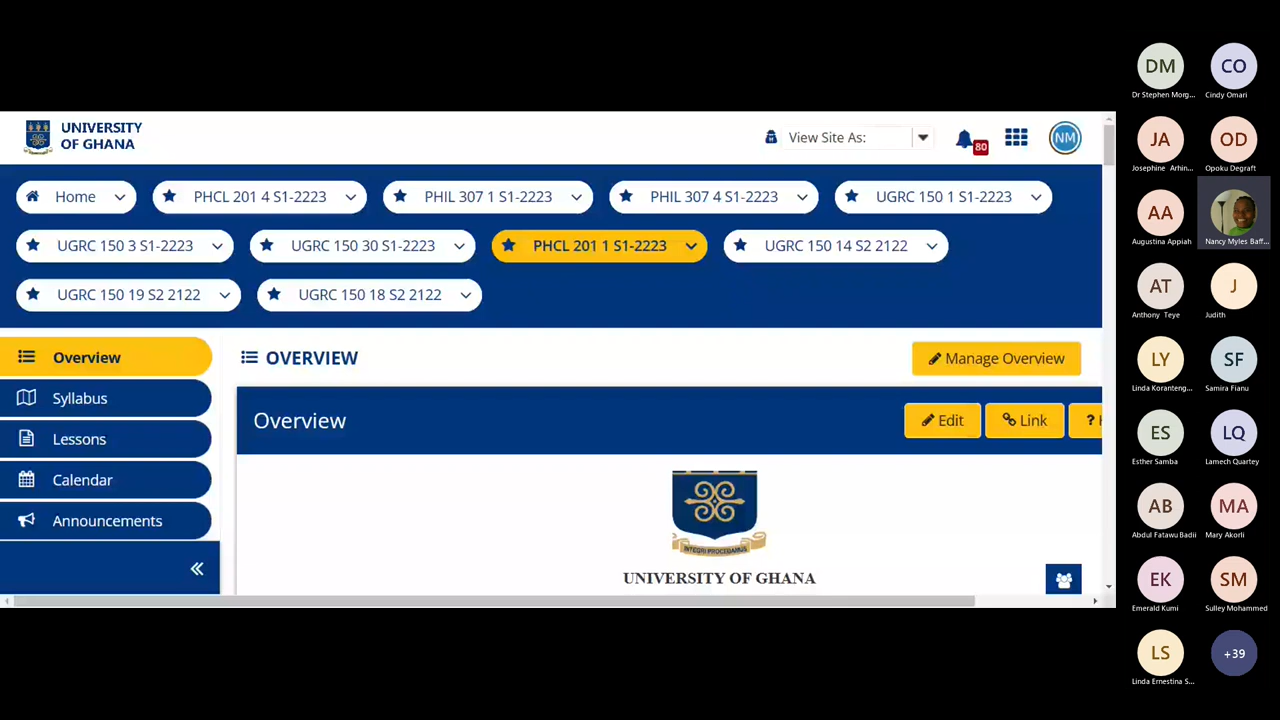 UNIVERSITY
OF GHANA
View Site As:
80
NM
Home
PHCL 201 4 S1-2223
PHIL 307 1 S1-2223
PHIL 307 4 S1-2223
UGRC 150 1 S1-2223
UGRC 150 3 S1-2223
UGRC 150 30 S1-2223
PHCL 201 1 S1-2223
UGRC 150 14 S2 2122
UGRC 150 19 S2 2122
UGRC 150 18 S2 2122
Overview
Syllabus
Lessons
Calendar
Announcements
OVERVIEW
Manage Overview
Overview
Edit
Link
?
INTEGRI PROCEDAMUS
UNIVERSITY OF GHANA
DM
Dr Stephen Morg...
CO
Cindy Omari
JA
Josephine Arhin...
OD
Opoku Degraft
AA
Augustina Appiah
Nancy Myles Baff...
AT
Anthony Teye
J
Judith
LY
Linda Koranteng...
SF
Samira Fianu
ES
Esther Samba
LQ
Lamech Quartey
AB
Abdul Fatawu Badii
MA
Mary Akorli
EK
Emerald Kumi
SM
Sulley Mohammed
LS
Linda Ernestina S...
+39